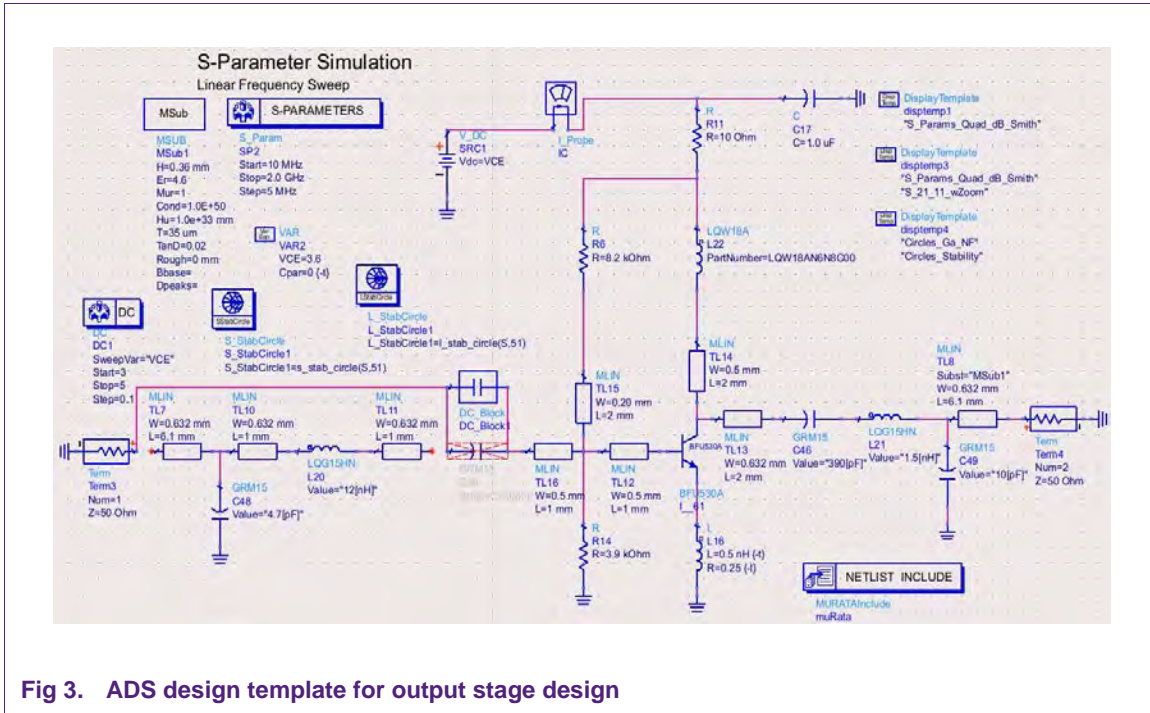 S-Parameter Simulation
Linear Frequency Sweep
MSub
MSUB
MSub1
H=0.36 mm
Er=4.6
Mur=1
Cond=1.0E+50
Hu=1.0e+33 mm
T=35 um
TanD=0.02
Rough=0 mm
Bbase=
Dpeaks=
S-PARAMETERS
S_Param
SP2
Start=10 MHz
Stop=2.0 GHz
Step=5 MHz
VAR
VAR2
VCE=3.6
Cpar=0 {-t}
V_DC
SRC1
Vdc=VCE
I_Probe
IC
R
R11
R=10 Ohm
C
C17
C=1.0 uF
DisplayTemplate
disptemp1
"S_Params_Quad_dB_Smith"
DisplayTemplate
disptemp3
"S_Params_Quad_dB_Smith"
"S_21_11_wZoom"
DisplayTemplate
disptemp4
"Circles_Ga_NF"
"Circles_Stability"
R
R6
R=8.2 kOhm
LQW18A
L22
PartNumber=LQW18AN6N8C00
DC
DC
DC1
SweepVar="VCE"
Start=3
Stop=5
Step=0.1
SStabCircle
S_StabCircle
S_StabCircle1
S_StabCircle1=s_stab_circle(S,51)
LStabCircle
L_StabCircle
L_StabCircle1
L_StabCircle1=l_stab_circle(S,51)
Term
Term3
Num=1
Z=50 Ohm
MLIN
TL7
W=0.632 mm
L=6.1 mm
GRM15
C48
Value="4.7[pF]"
MLIN
TL10
W=0.632 mm
L=1 mm
LQG15HN
L20
Value="12[nH]"
MLIN
TL11
W=0.632 mm
L=1 mm
DC_Block
DC_Block1
MLIN
TL16
W=0.5 mm
L=1 mm
MLIN
TL15
W=0.20 mm
L=2 mm
MLIN
TL12
W=0.5 mm
L=1 mm
R
R14
R=3.9 kOhm
MLIN
TL14
W=0.5 mm
L=2 mm
BFU530A
BFU530A
I__61
L
L16
L=0.5 nH {-t}
R=0.25 {-t}
MLIN
TL13
W=0.632 mm
L=2 mm
GRM15
C46
Value="390[pF]"
LQG15HN
L21
Value="1.5[nH]"
MLIN
TL8
Subst="MSub1"
W=0.632 mm
L=6.1 mm
GRM15
C49
Value="10[pF]"
Term
Term4
Num=2
Z=50 Ohm
NETLIST INCLUDE
MURATAInclude
muRata
Fig 3. ADS design template for output stage design